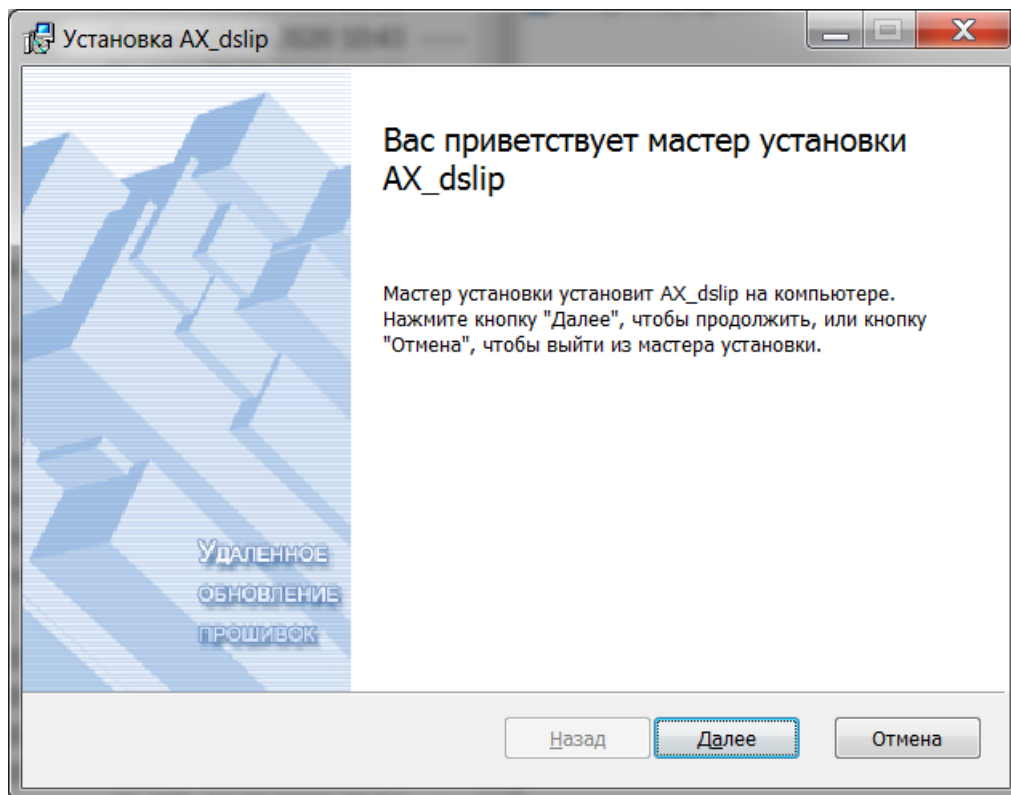 Установка AX_dslip
Вас приветствует мастер установки
AX_dslip
Мастер установки установит AX_dslip на компьютере.
Нажмите кнопку "Далее", чтобы продолжить, или кнопку
"Отмена", чтобы выйти из мастера установки.
Удаленное
обновление
прошивок
Назад
Далее
Отмена